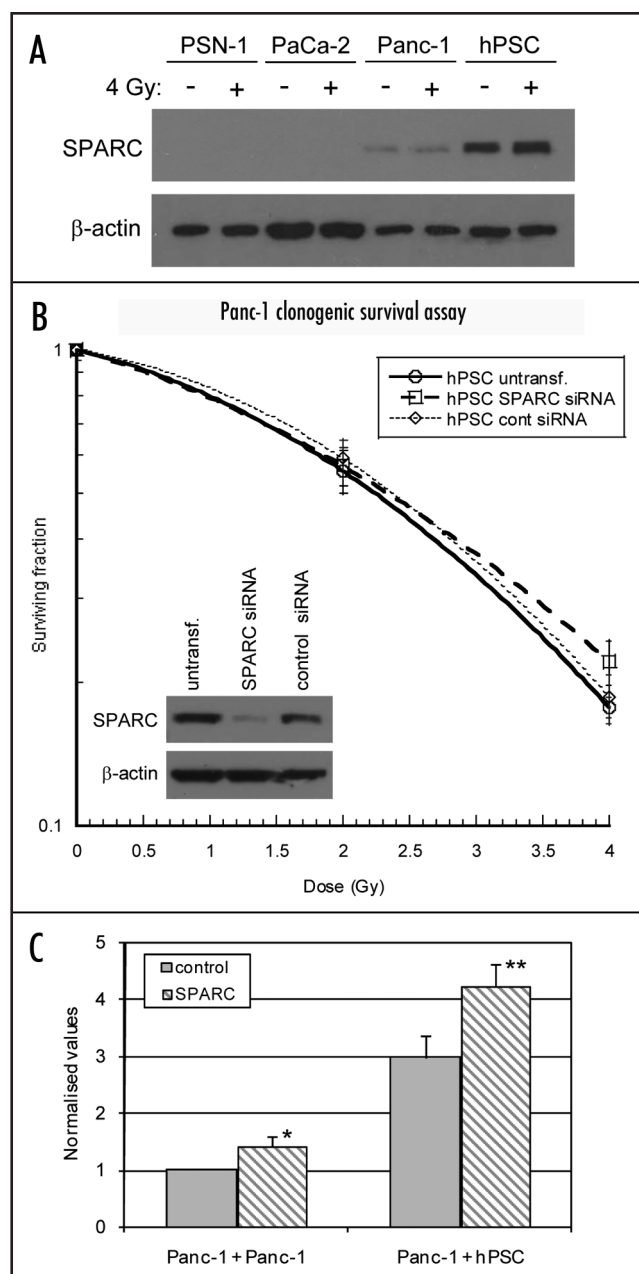 A
PSN-1 PaCa-2 Panc-1 hPSC
4 Gy: - + - + - + - +
SPARC
β-actin
B
Panc-1 clonogenic survival assay
1
hPSC untransf.
hPSC SPARC siRNA
hPSC cont siRNA
Surviving fraction
untransf.
SPARC siRNA
control siRNA
SPARC
β-actin
0.1
0 0.5 1 1.5 2 2.5 3 3.5 4
Dose (Gy)
C
5
control
SPARC
**
4
3
2
*
1
0
Normalised values
Panc-1 + Panc-1 Panc-1 + hPSC